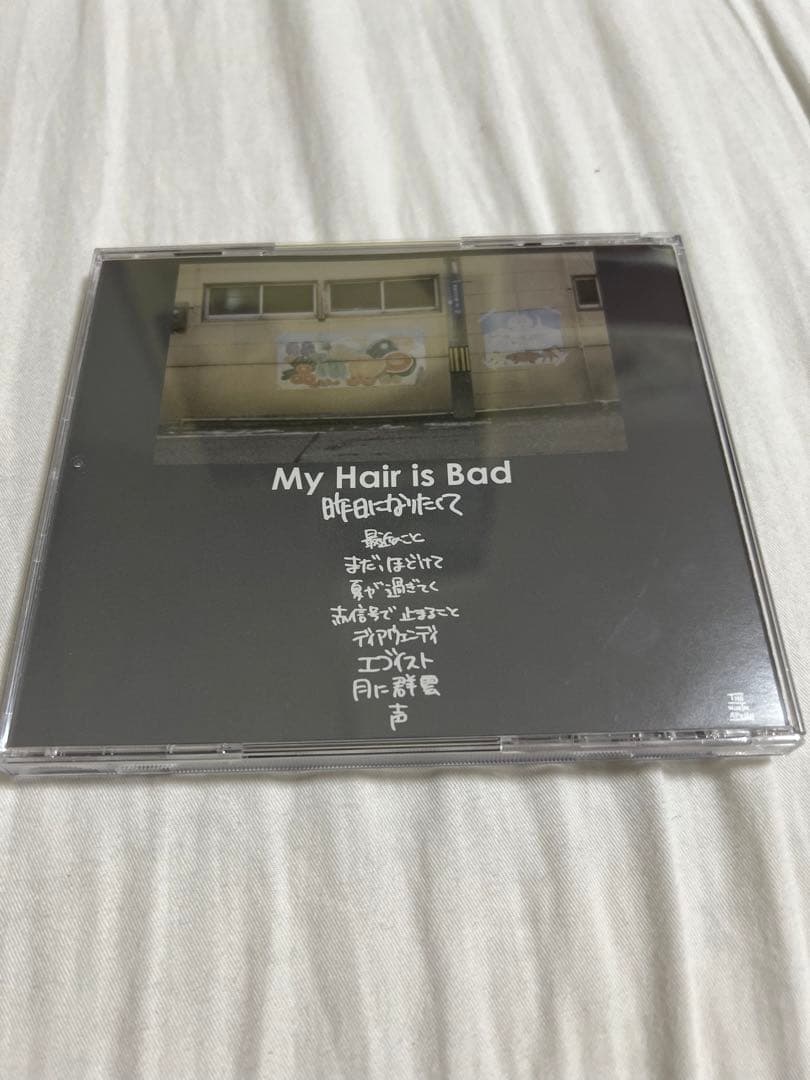 My Hair is Bad
昨日になりたくて
最近のこと
まだ、ほどけて
夏が過ぎてく
赤信号で止まること
ディアウェンディ
エゴイスト
月に群雲
声
THE